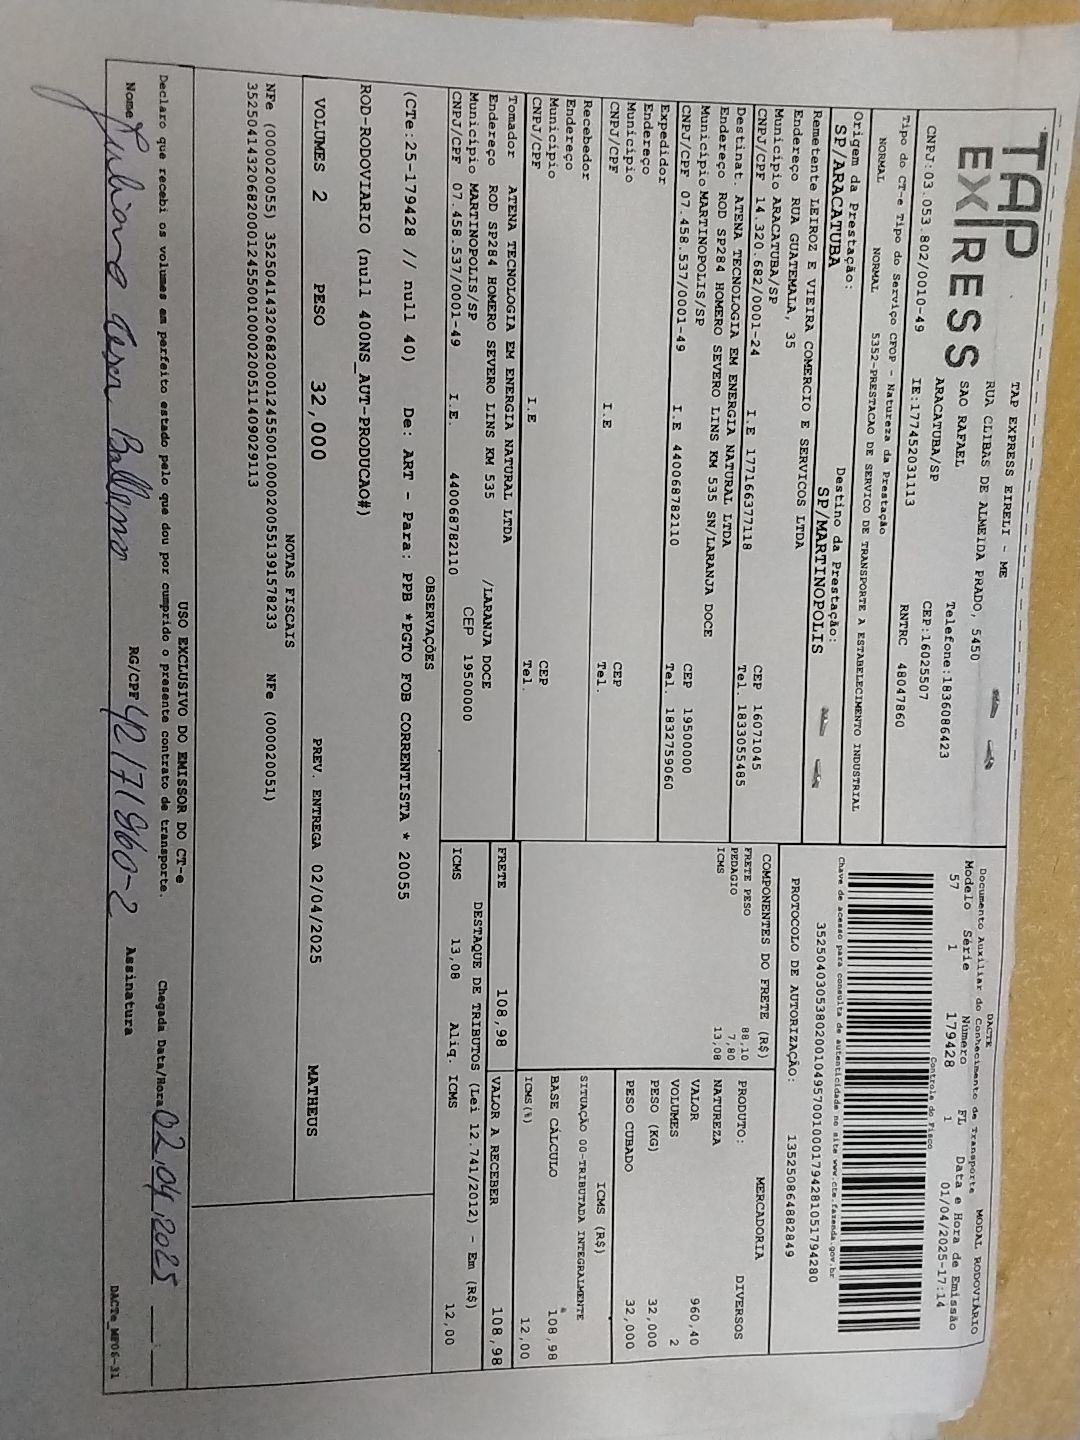 TAP EXPRESS
TAP EXPRESS EIRELI - ME
RUA CLIBAS DE ALMEIDA PRADO, 5450
SAO RAFAEL
ARACATUBA/SP
Telefone:1836086423
CEP:16025507
CNPJ:03.053.802/0010-49 IE:177452031113 RNTRC 48047860
DACTE
Documento Auxiliar do Conhecimento de Transporte MODAL RODOVIÁRIO
Modelo Série Número FL Data e Hora de Emissão
57 1 179428 1 01/04/2025-17:14
Controle do Fisco
Chave de acesso para consulta de autenticidade no site www.cte.fazenda.gov.br
35250403053802001049570010001794281051794280
PROTOCOLO DE AUTORIZAÇÃO: 135250864882849
Tipo do CT-e Tipo do Serviço CFOP - Natureza da Prestação
NORMAL NORMAL 5352-PRESTACAO DE SERVICO DE TRANSPORTE A ESTABELECIMENTO INDUSTRIAL
Origem da Prestação: Destino da Prestação:
SP/ARACATUBA SP/MARTINOPOLIS
Remetente LEIROZ E VIEIRA COMERCIO E SERVICOS LTDA
Endereço RUA GUATEMALA, 35
Município ARACATUBA/SP CEP 16071045
CNPJ/CPF 14.320.682/0001-24 I.E 177166377118 Tel. 1833055485
Destinat. ATENA TECNOLOGIA EM ENERGIA NATURAL LTDA
Endereço ROD SP284 HOMERO SEVERO LINS KM 535 SN/LARANJA DOCE
Município MARTINOPOLIS/SP CEP 19500000
CNPJ/CPF 07.458.537/0001-49 I.E 440068782110 Tel. 1832759060
Expedidor
Endereço
Município CEP
CNPJ/CPF I.E Tel.
Recebedor
Endereço
Município CEP
CNPJ/CPF I.E Tel.
Tomador ATENA TECNOLOGIA EM ENERGIA NATURAL LTDA
Endereço ROD SP284 HOMERO SEVERO LINS KM 535 /LARANJA DOCE
Município MARTINOPOLIS/SP CEP 19500000
CNPJ/CPF 07.458.537/0001-49 I.E. 440068782110
COMPONENTES DO FRETE (R$)
FRETE PESO 88,10
PEDAGIO 7,80
ICMS 13,08
MERCADORIA
PRODUTO: DIVERSOS
NATUREZA
VALOR 960,40
VOLUMES 2
PESO (KG) 32,000
PESO CUBADO 32,000
ICMS (R$)
SITUAÇÃO 00-TRIBUTADA INTEGRALMENTE
BASE CÁLCULO 108,98
ICMS(%) 12,00
FRETE 108,98 VALOR A RECEBER 108,98
DESTAQUE DE TRIBUTOS (Lei 12.741/2012) - Em (R$)
ICMS 13,08 Aliq. ICMS 12,00
OBSERVAÇÕES
(CTe:25-179428 // null 40) De: ART - Para: PPB *PGTO FOB CORRENTISTA * 20055
ROD-RODOVIARIO (null 400NS_AUT-PRODUCAO#)
VOLUMES 2 PESO 32,000 PREV. ENTREGA 02/04/2025 MATHEUS
NOTAS FISCAIS
NFe (000020055) 35250414320682000124550010000200551391578233 NFe (000020051)
35250414320682000124550010000200511409029113
USO EXCLUSIVO DO EMISSOR DO CT-e
Declaro que recebi os volumes em perfeito estado pelo que dou por cumprido o presente contrato de transporte. Chegada Data/Hora 02.04.2025
Nome Juliano RG/CPF 42171960-2 Assinatura
DACTe_MF06-31